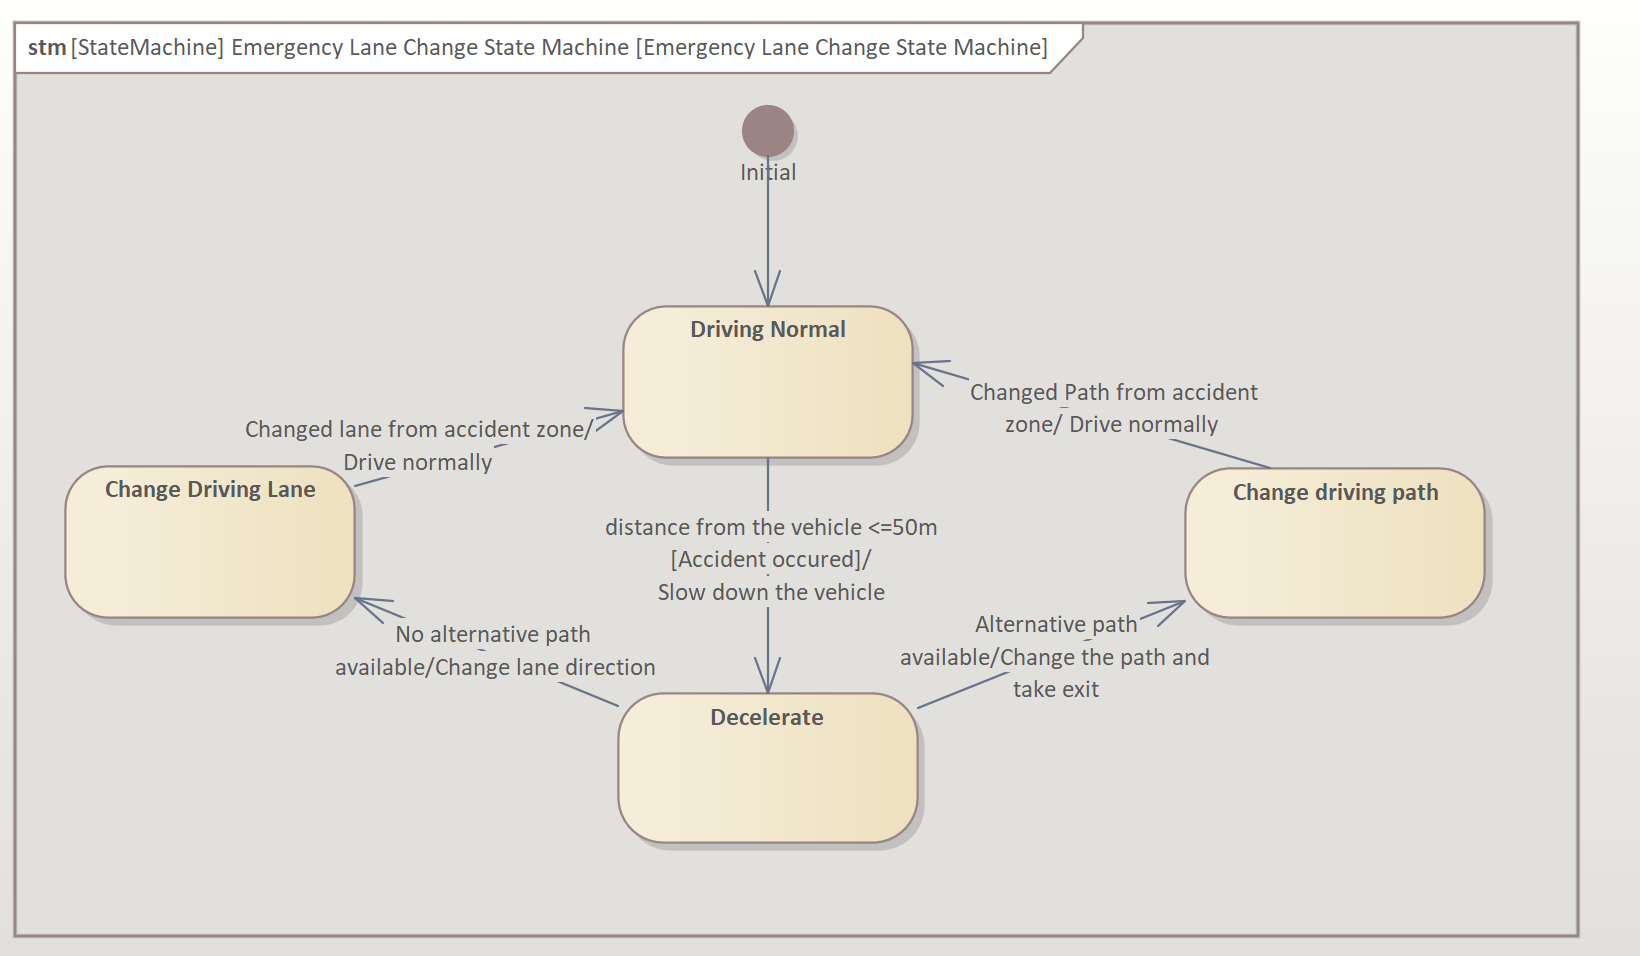 stm [StateMachine] Emergency Lane Change State Machine [Emergency Lane Change State Machine]
Initial
Driving Normal
Changed Path from accident
zone/ Drive normally
Changed lane from accident zone/
Drive normally
Change Driving Lane
Change driving path
distance from the vehicle <=50m
[Accident occured]/
Slow down the vehicle
No alternative path
available/Change lane direction
Alternative path
available/Change the path and
take exit
Decelerate